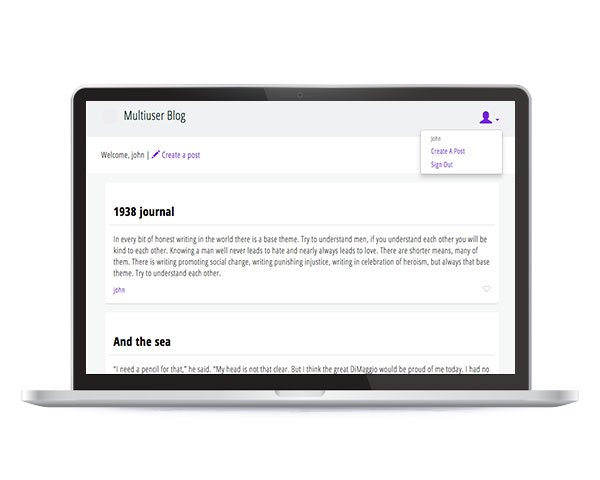 Multiuser Blog
John
Create A Post
Sign Out
Welcome, john | Create a post
1938 journal
In every bit of honest writing in the world there is a base theme. Try to understand men, if you understand each other you will be
kind to each other. Knowing a man well never leads to hate and nearly always leads to love. There are shorter means, many of
them. There is writing promoting social change, writing punishing injustice, writing in celebration of heroism, but always that base
theme. Try to understand each other.
john
And the sea
“I need a pencil for that,” he said. “My head is not that clear. But I think the great DiMaggio would be proud of me today. I had no